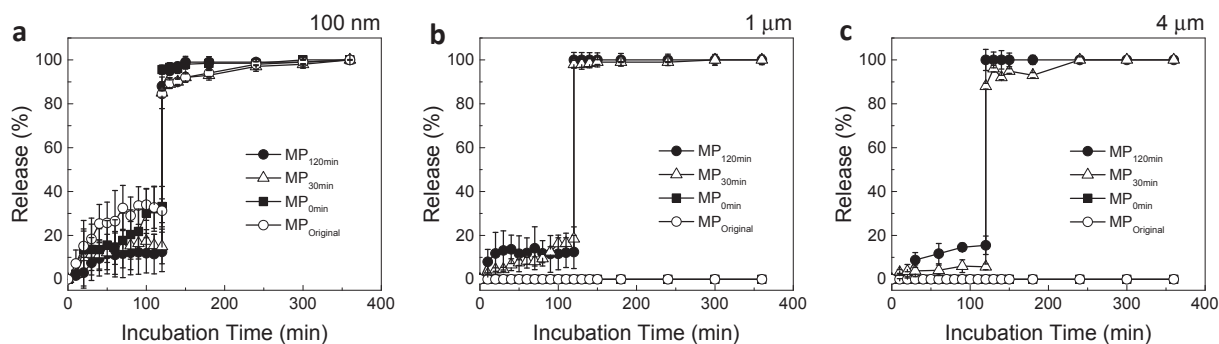 a 100 nm
100
80
60
40
20
0
Release (%)
MP120min
MP30min
MP0min
MPOriginal
0 100 200 300 400
Incubation Time (min)
b 1 μm
100
80
60
40
20
0
Release (%)
MP120min
MP30min
MP0min
MPOriginal
0 100 200 300 400
Incubation Time (min)
c 4 μm
100
80
60
40
20
0
Release (%)
MP120min
MP30min
MP0min
MPOriginal
0 100 200 300 400
Incubation Time (min)